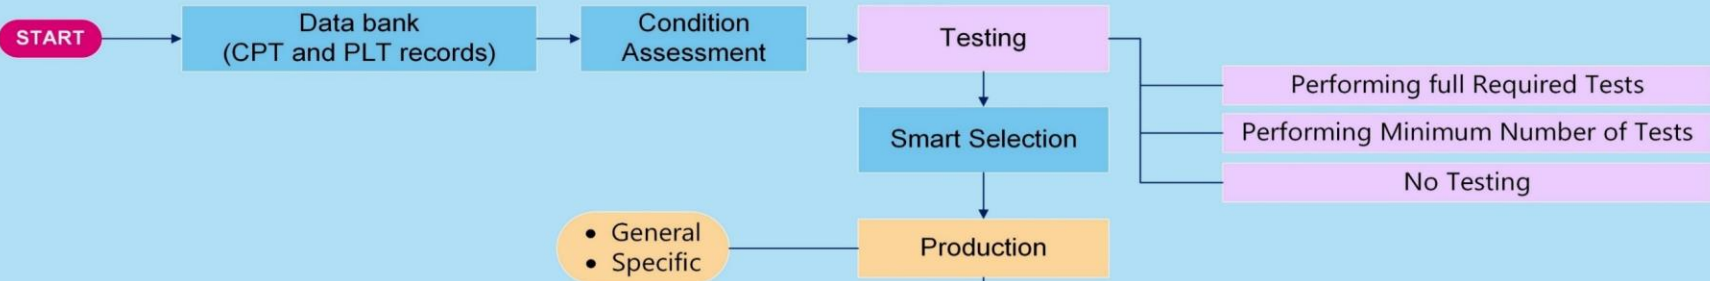 START
Data bank
(CPT and PLT records)
Condition
Assessment
Testing
Performing full Required Tests
Performing Minimum Number of Tests
No Testing
Smart Selection
• General
• Specific
Production